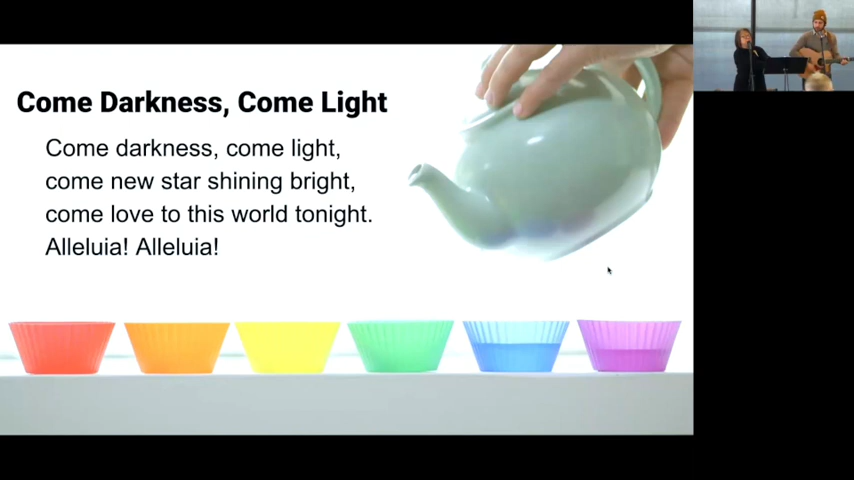 Come Darkness, Come Light
Come darkness, come light,
come new star shining bright,
come love to this world tonight.
Alleluia! Alleluia!